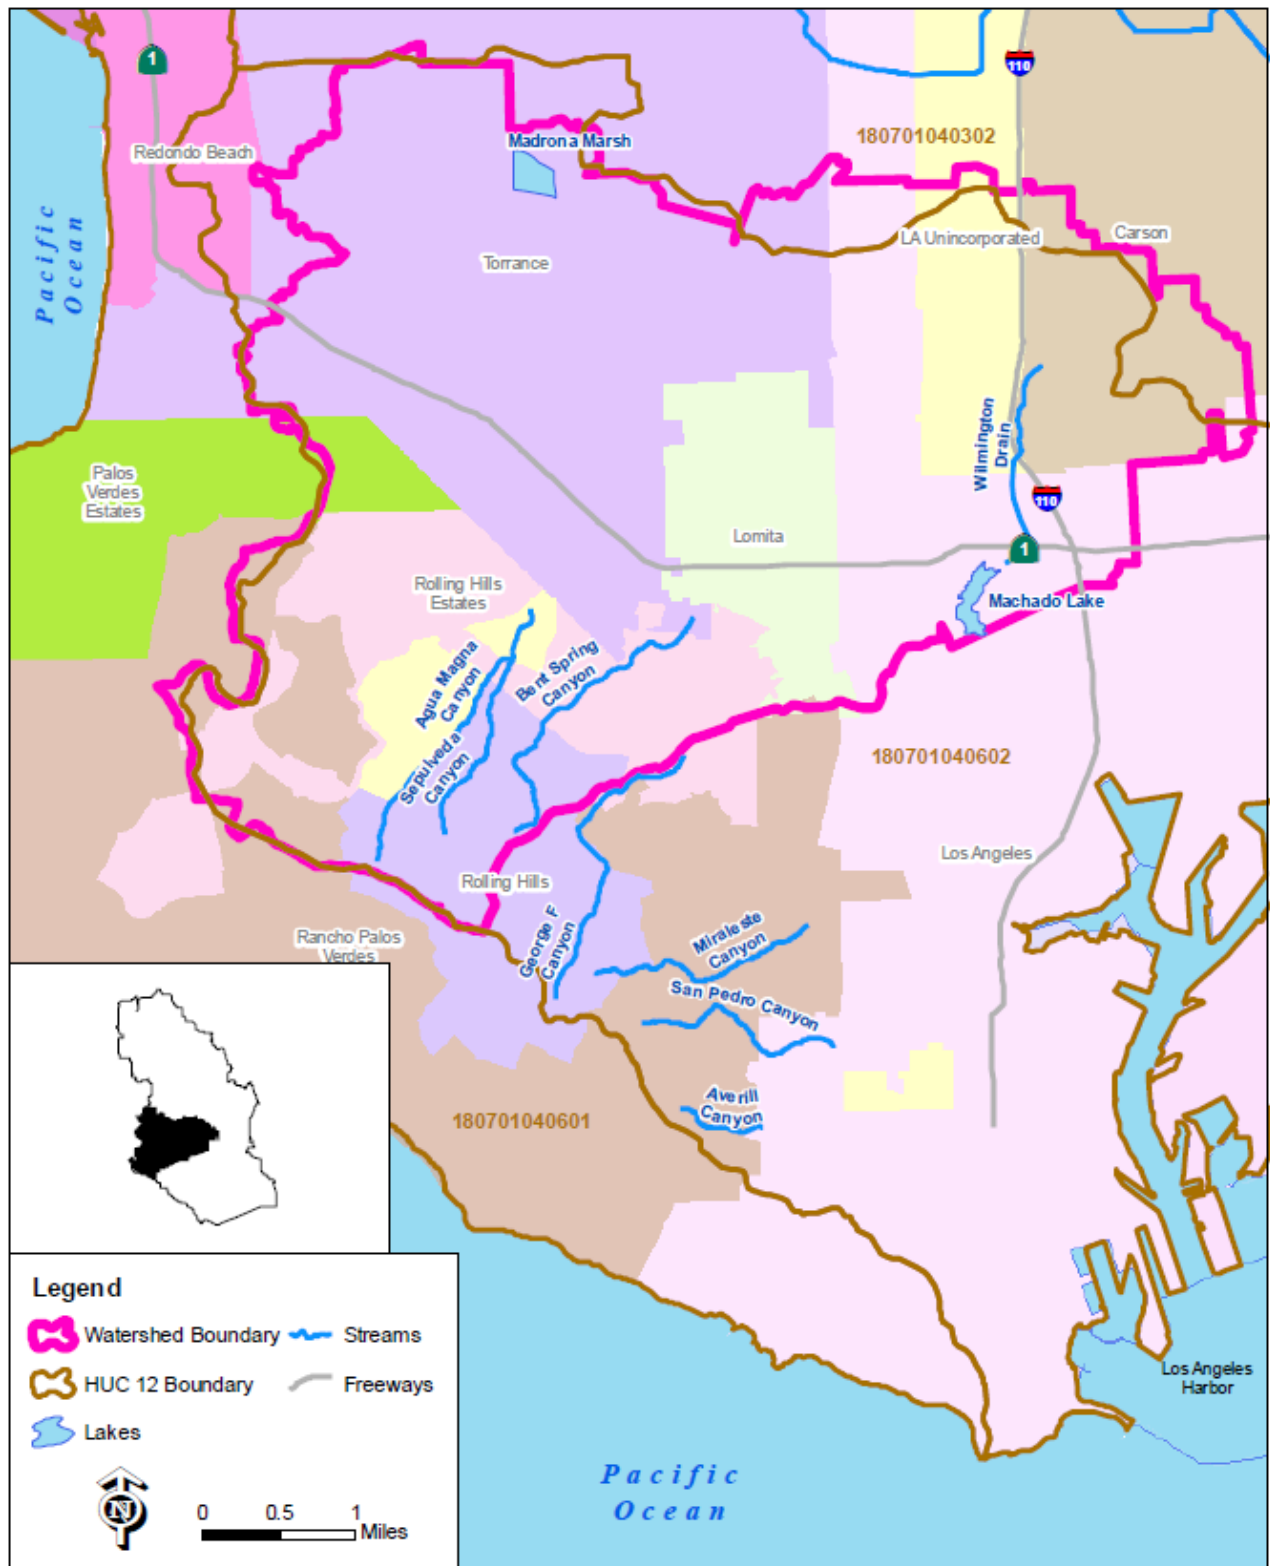 1
110
180701040302
Madrona Marsh
Redondo Beach
Pacific
Ocean
LA Unincorporated
Carson
Torrance
Wilmington
Drain
Palos
Verdes
Estates
110
Lomita
1
Rolling Hills
Estates
Machado Lake
Agua Magna
Canyon
Bent Spring
Canyon
Sepulveda
Canyon
180701040602
Los Angeles
Rolling Hills
George F
Canyon
Miraleste
Canyon
Rancho Palos
Verdes
San Pedro Canyon
Averill
Canyon
180701040601
Legend
Watershed Boundary
Streams
HUC 12 Boundary
Freeways
Lakes
N
0 0.5 1
Miles
Los Angeles
Harbor
Pacific
Ocean